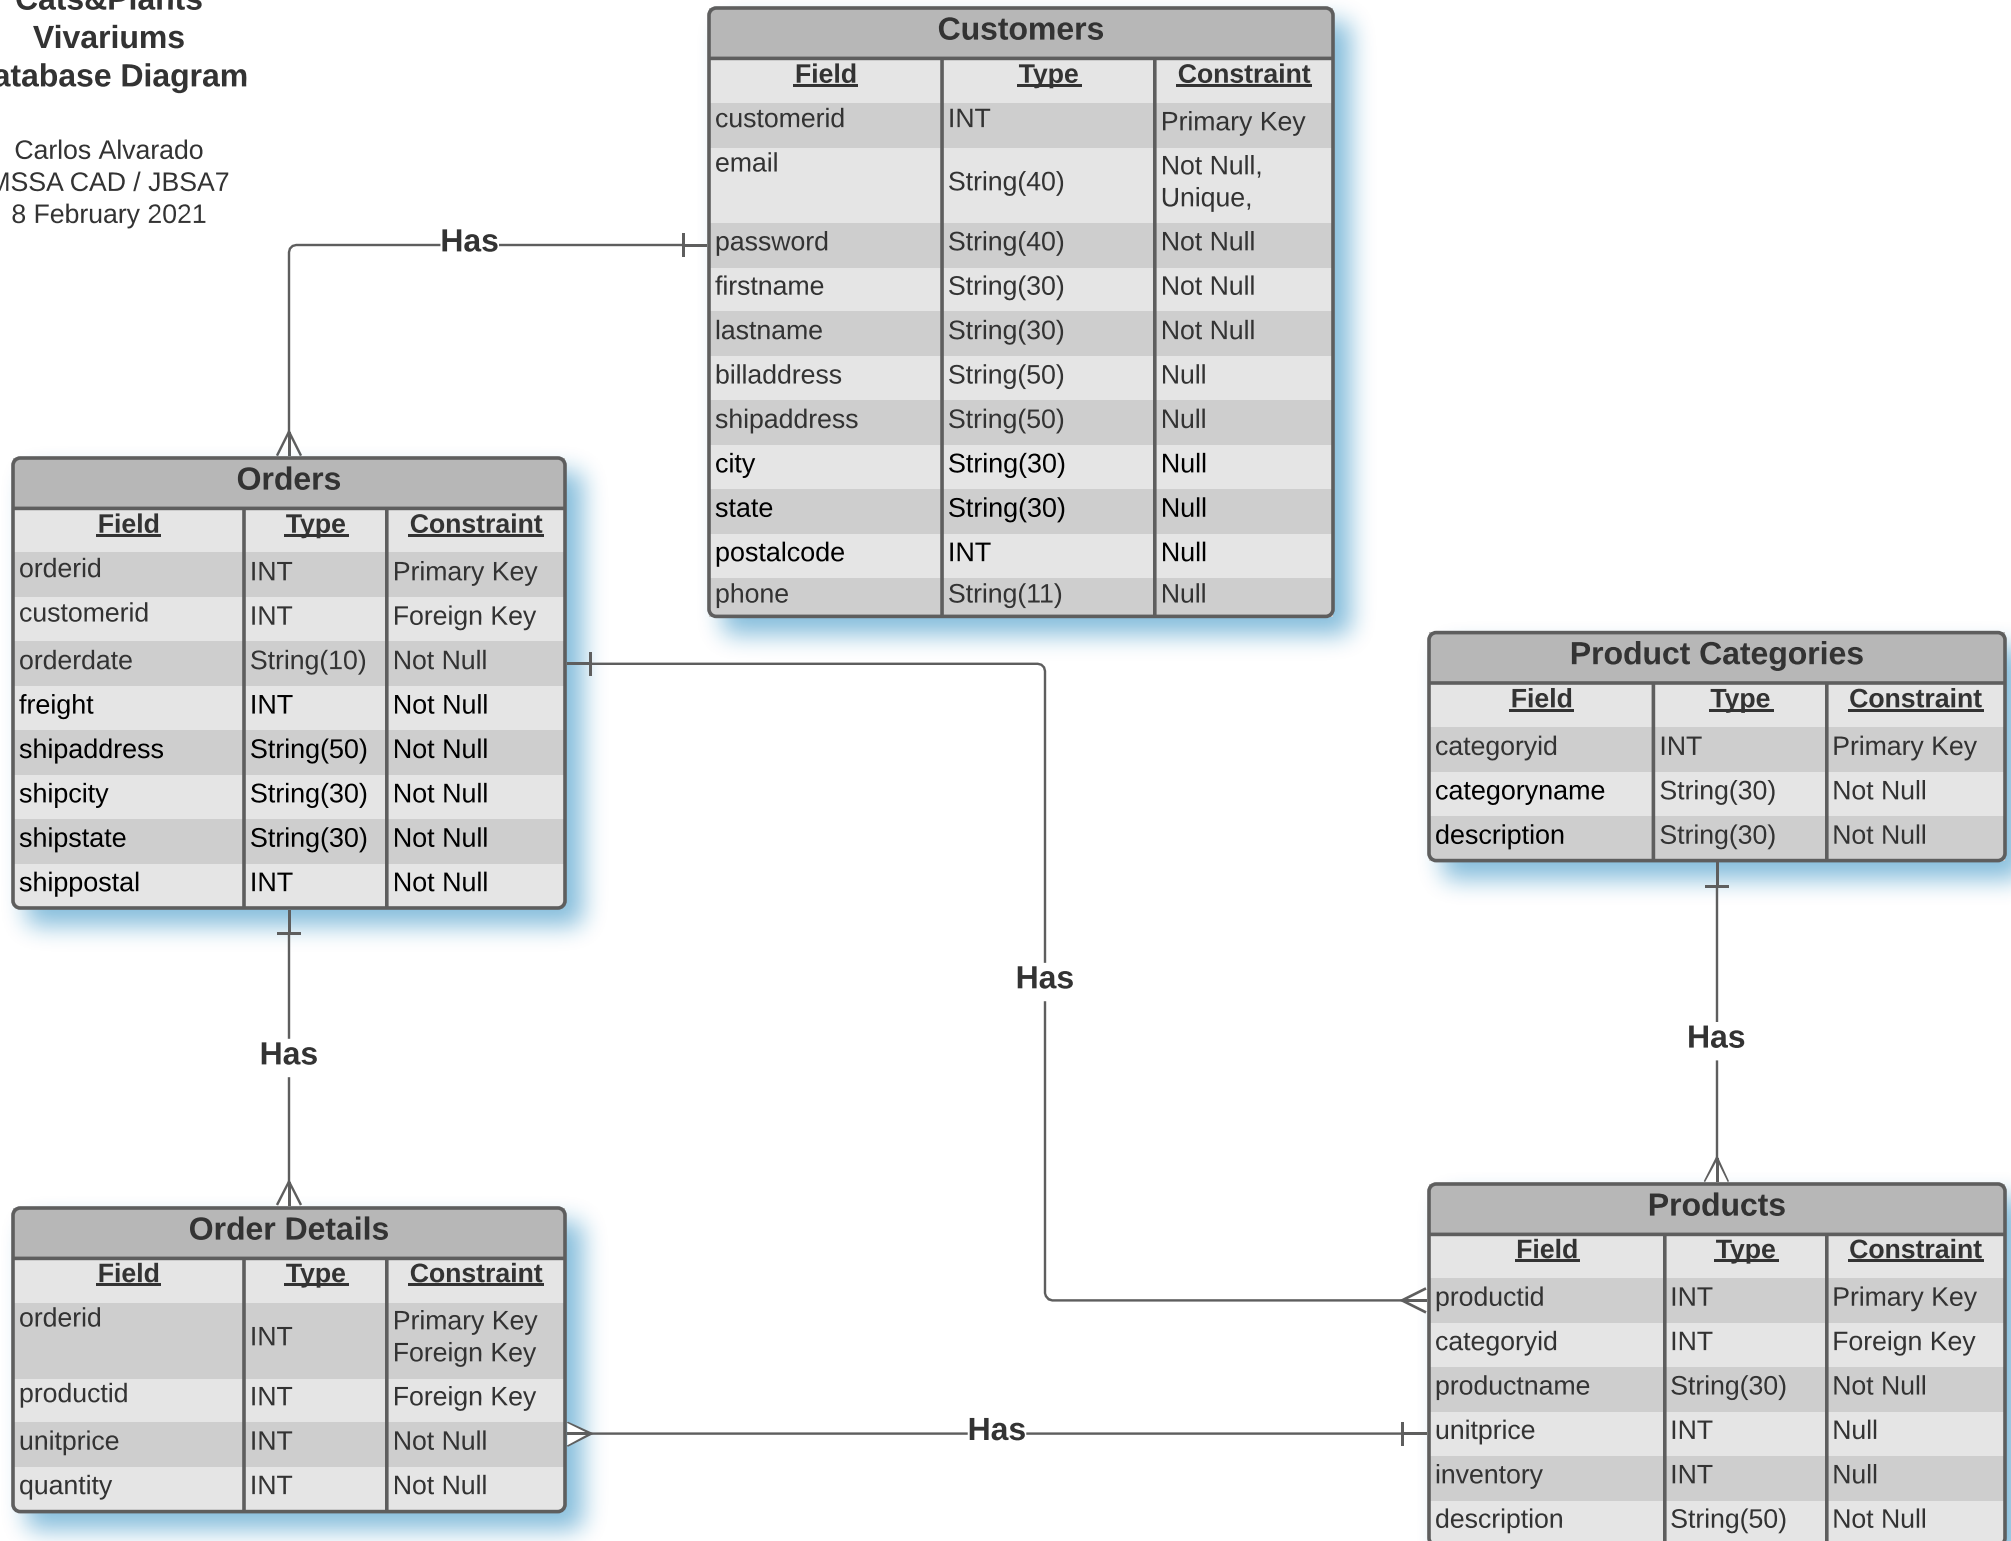 Cats&Plants
Vivariums
atabase Diagram
Carlos Alvarado
MSSA CAD / JBSA7
8 February 2021
Customers
Field Type Constraint
customerid INT Primary Key
email String(40) Not Null,
Unique,
password String(40) Not Null
firstname String(30) Not Null
lastname String(30) Not Null
billaddress String(50) Null
shipaddress String(50) Null
city String(30) Null
state String(30) Null
postalcode INT Null
phone String(11) Null
Has
Orders
Field Type Constraint
orderid INT Primary Key
customerid INT Foreign Key
orderdate String(10) Not Null
freight INT Not Null
shipaddress String(50) Not Null
shipcity String(30) Not Null
shipstate String(30) Not Null
shippostal INT Not Null
Product Categories
Field Type Constraint
categoryid INT Primary Key
categoryname String(30) Not Null
description String(30) Not Null
Has
Has
Has
Order Details
Field Type Constraint
orderid INT Primary Key
Foreign Key
productid INT Foreign Key
unitprice INT Not Null
quantity INT Not Null
Has
Products
Field Type Constraint
productid INT Primary Key
categoryid INT Foreign Key
productname String(30) Not Null
unitprice INT Null
inventory INT Null
description String(50) Not Null